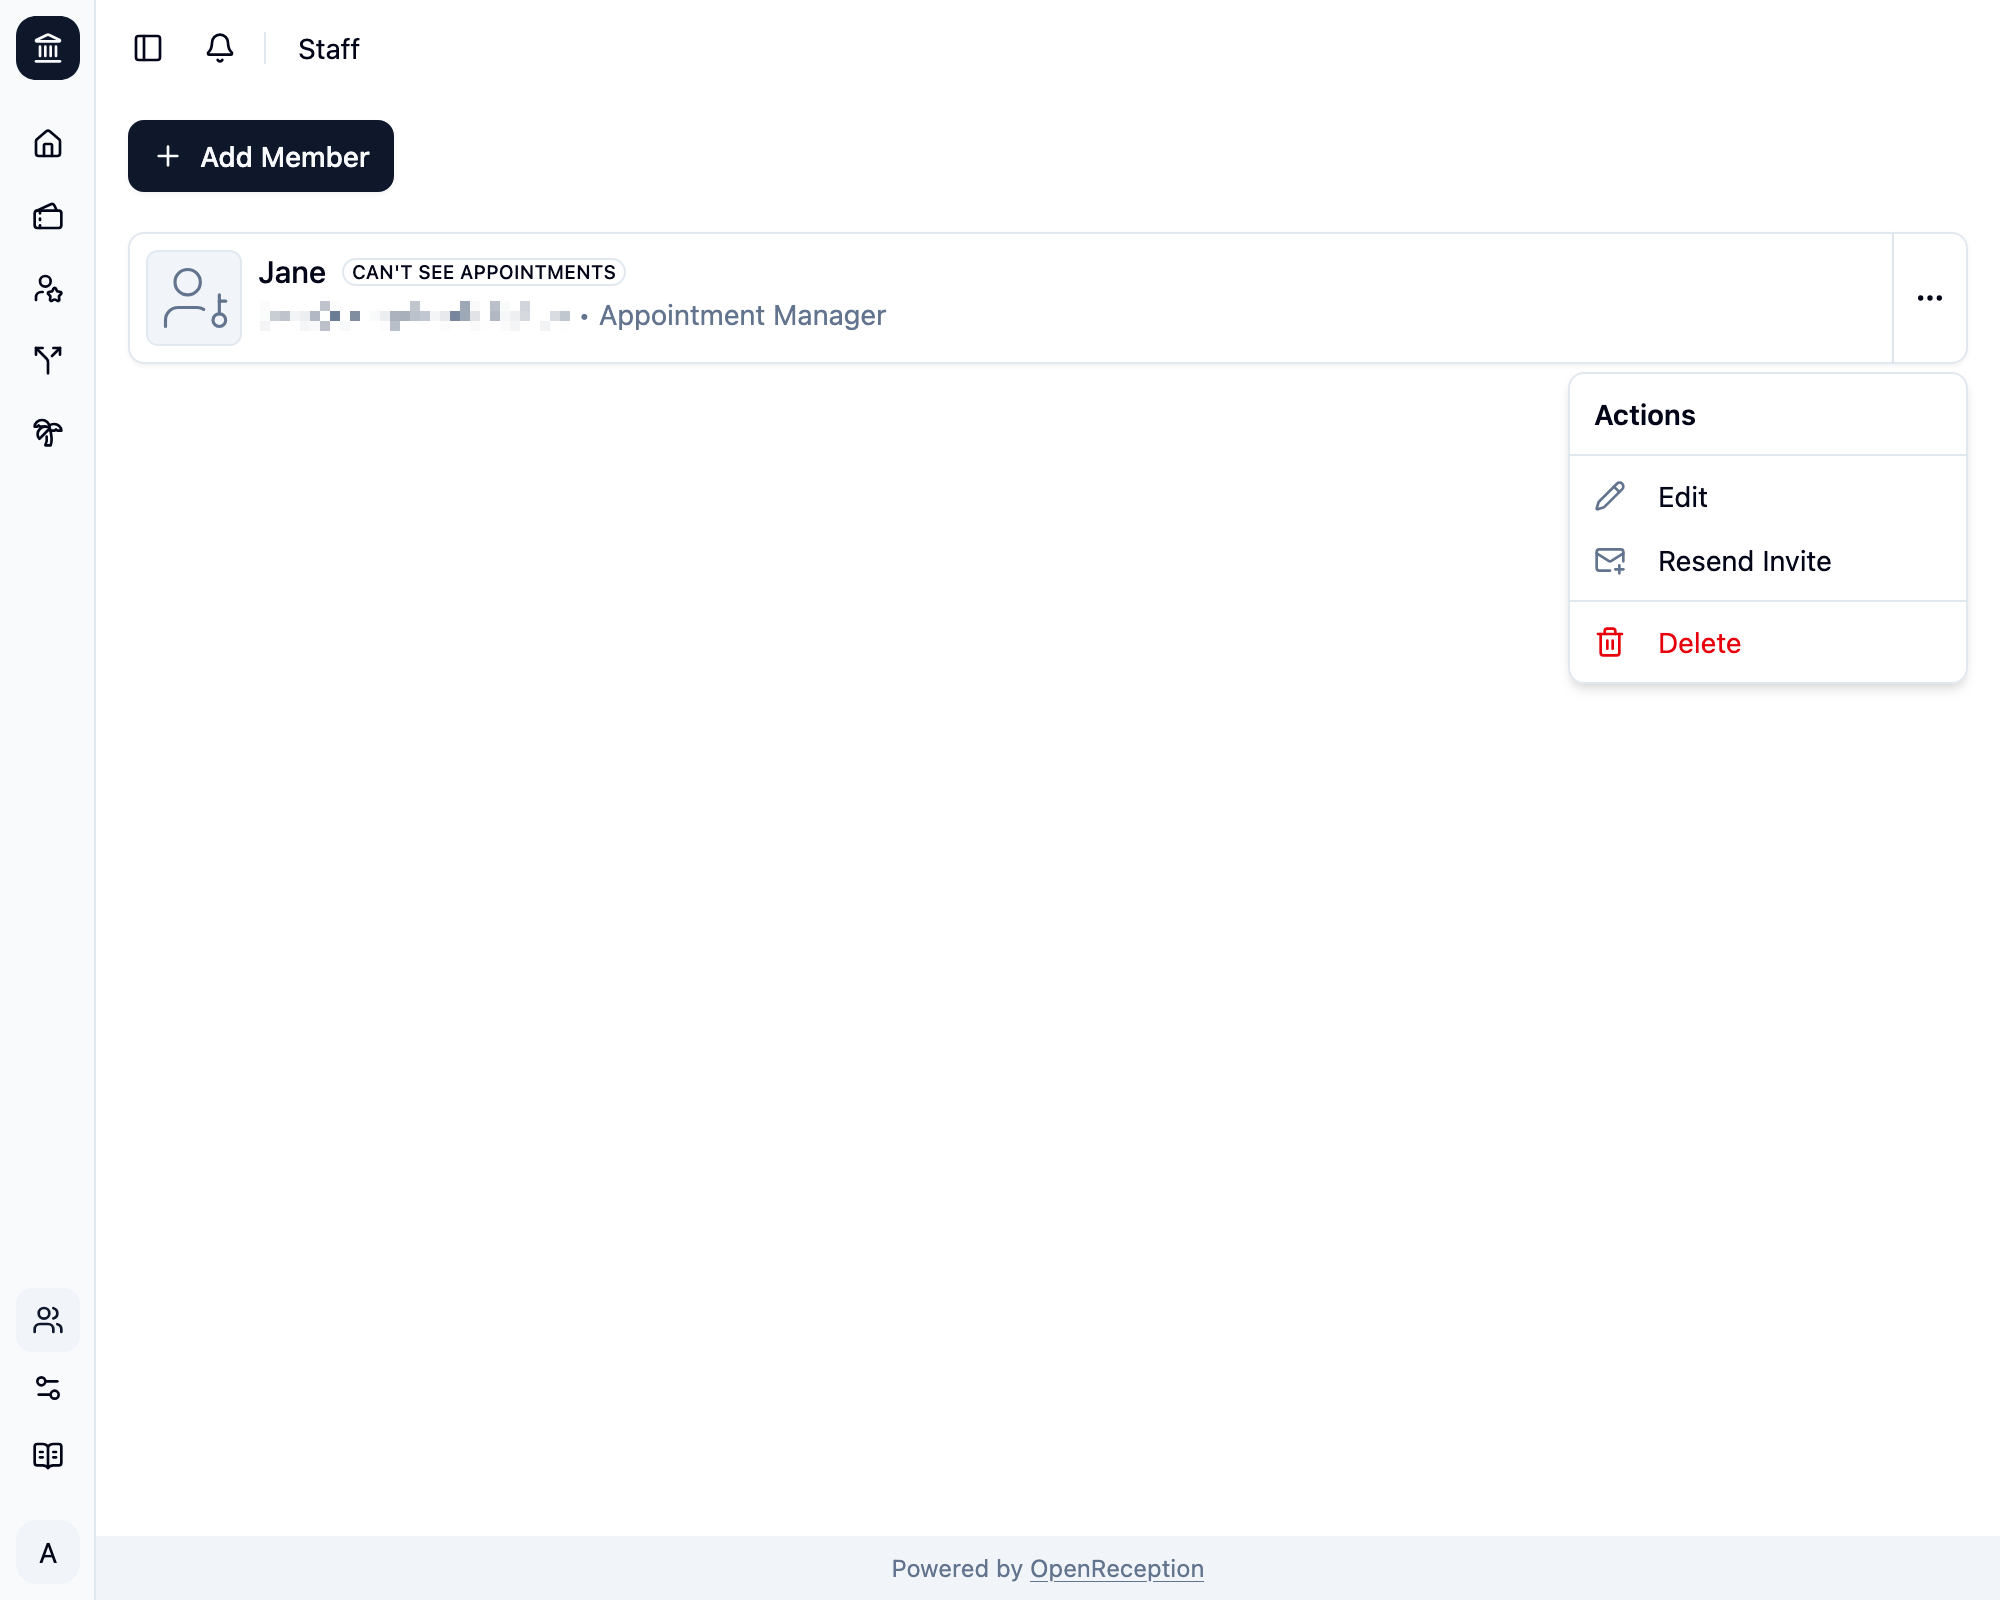 Staff
Add Member
Jane CAN'T SEE APPOINTMENTS
• Appointment Manager
Actions
Edit
Resend Invite
Delete
A
Powered by OpenReception